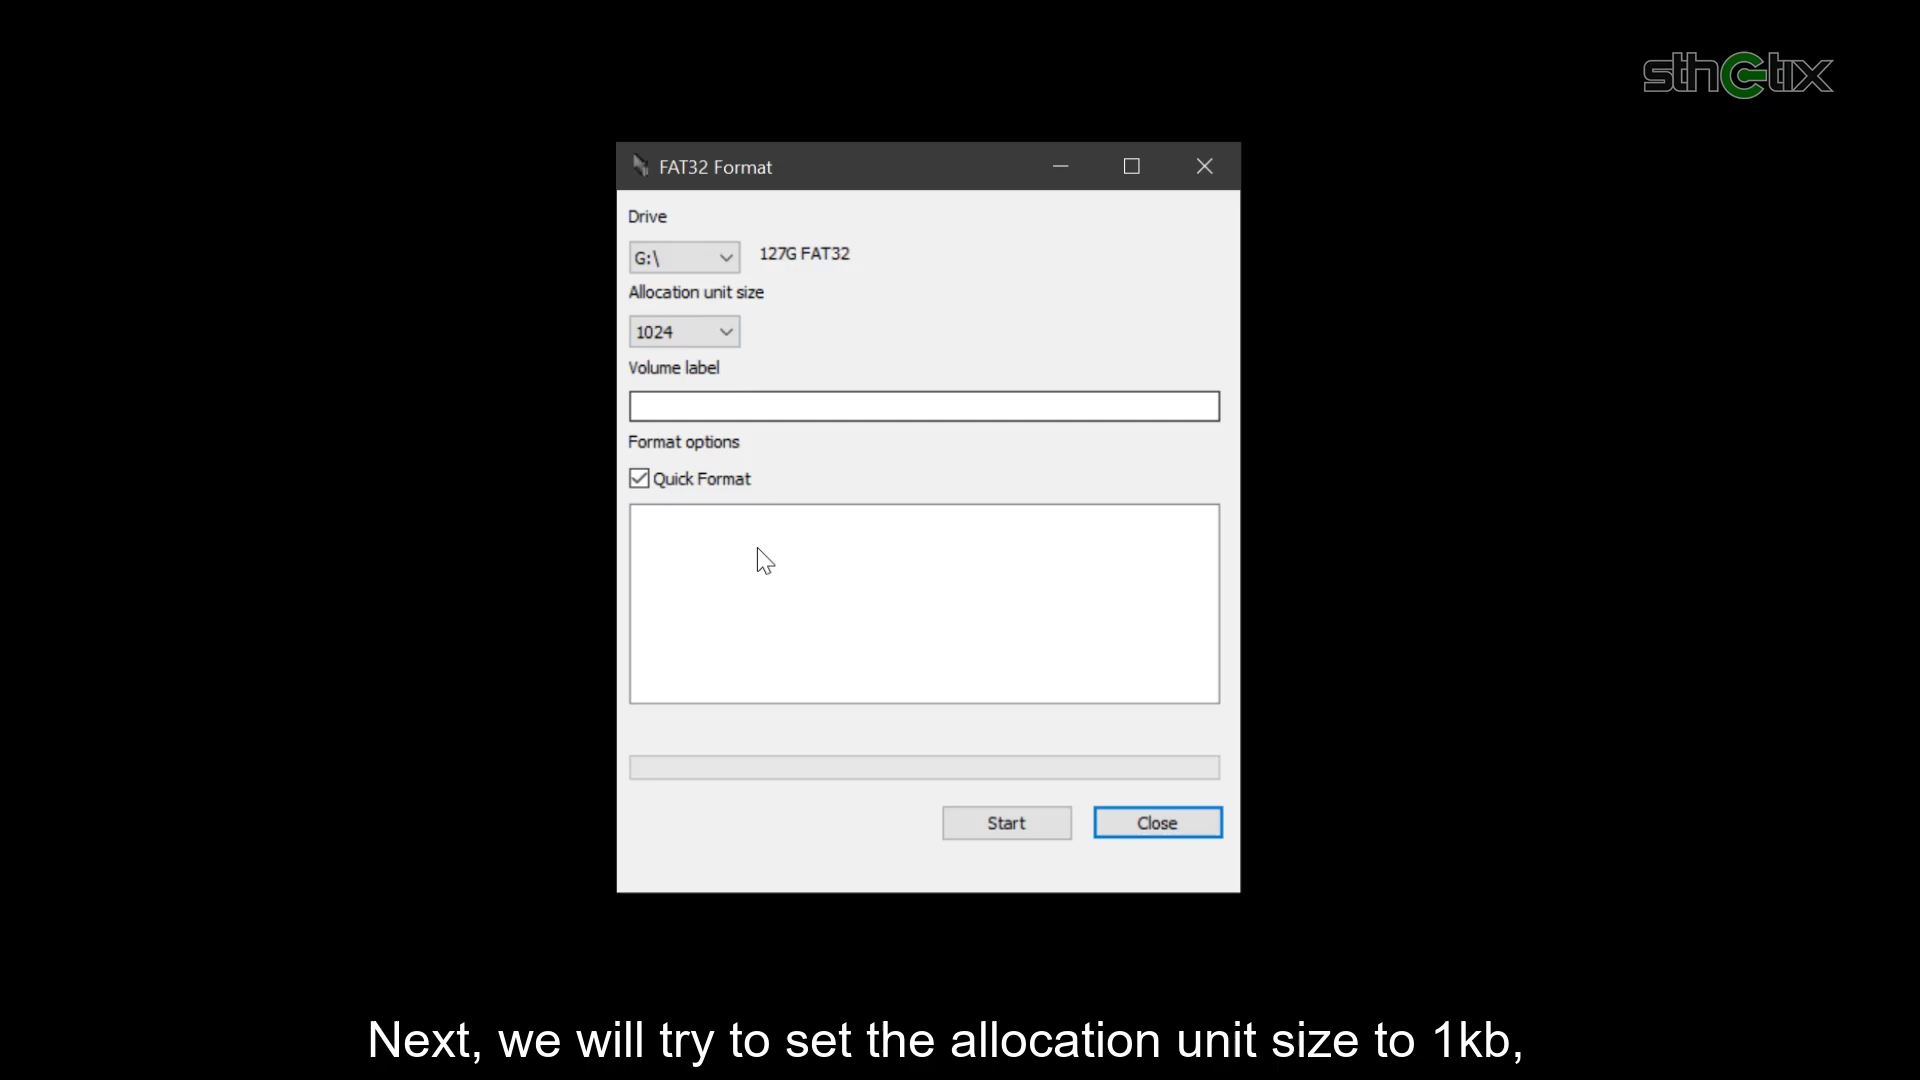 sthetix
FAT32 Format
Drive
G:\ 127G FAT32
Allocation unit size
1024
Volume label
Format options
Quick Format
Start Close
Next, we will try to set the allocation unit size to 1kb,